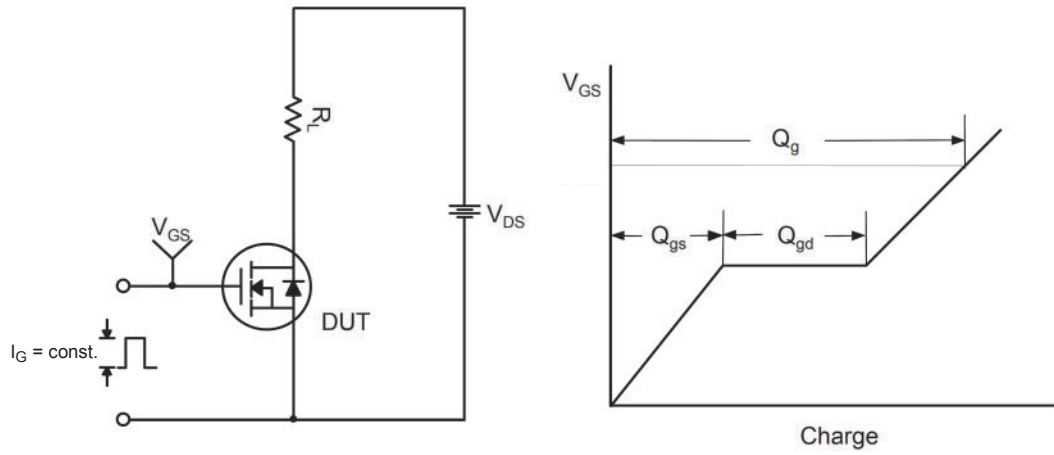 R_L
V_GS
V_DS
DUT
I_G = const.
V_GS
Q_g
Q_gs
Q_gd
Charge